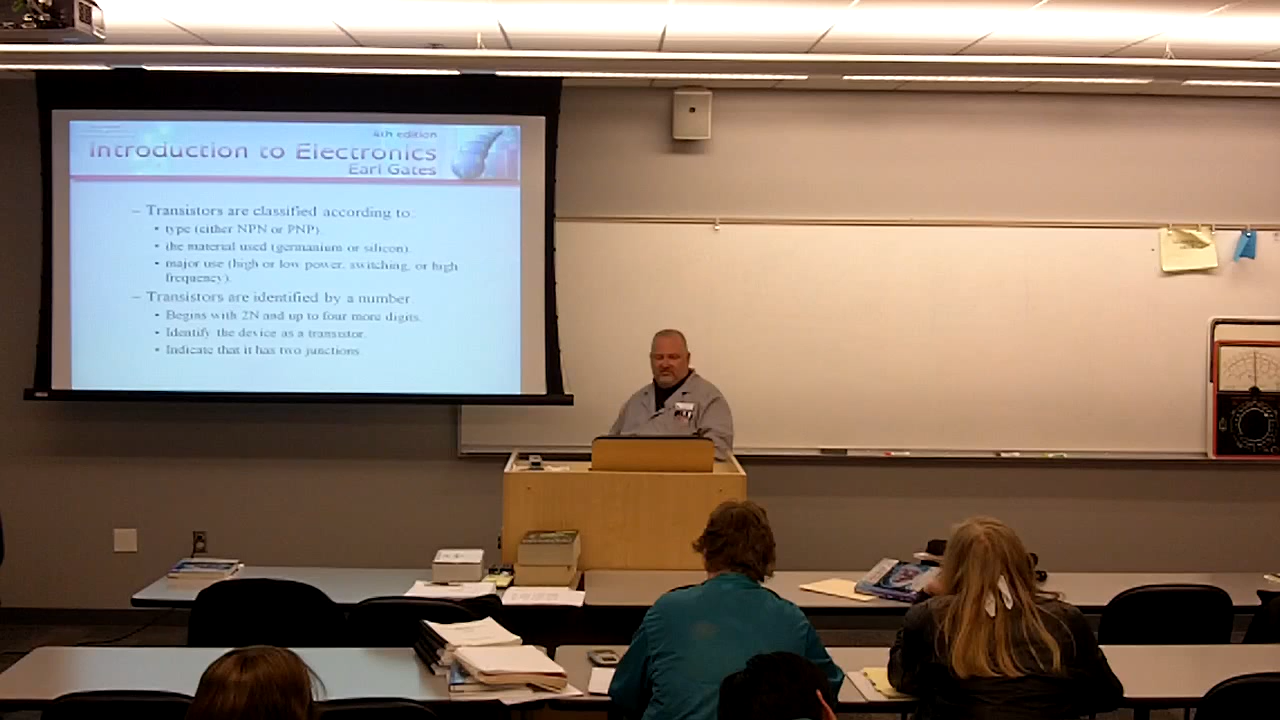 4th edition
Introduction to Electronics
Earl Gates
– Transistors are classified according to:
• type (either NPN or PNP).
• the material used (germanium or silicon).
• major use (high or low power, switching, or high
frequency).
– Transistors are identified by a number.
• Begins with 2N and up to four more digits.
• Identify the device as a transistor.
• Indicate that it has two junctions.